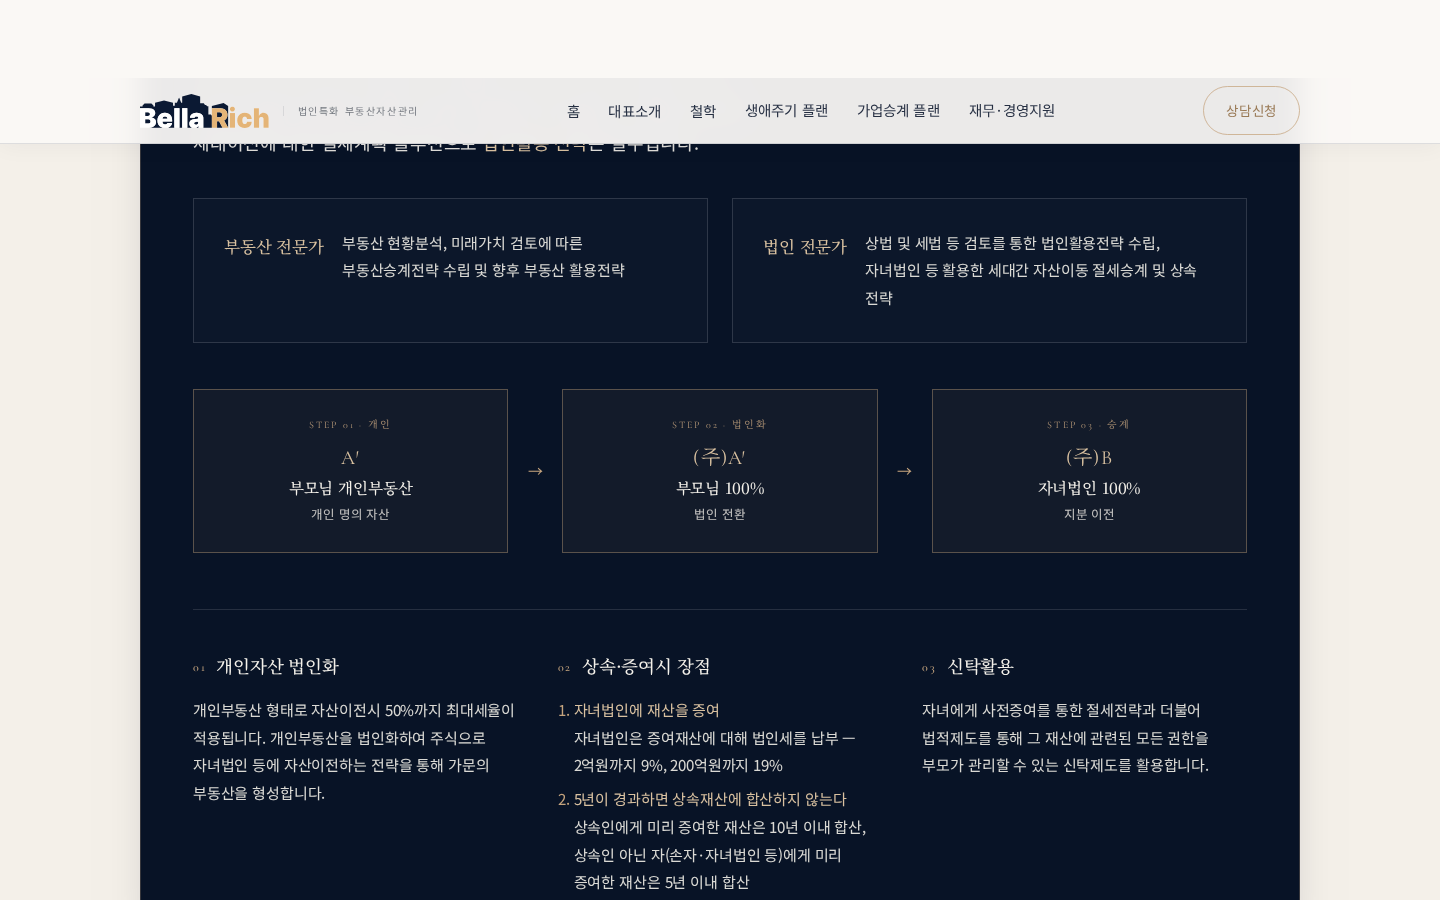 Bella Rich
법인특화 부동산자산관리
홈
대표소개
철학
생애주기 플랜
가업승계 플랜
재무·경영지원
상담신청
부동산 전문가
부동산 현황분석, 미래가치 검토에 따른
부동산승계전략 수립 및 향후 부동산 활용전략
법인 전문가
상법 및 세법 등 검토를 통한 법인활용전략 수립,
자녀법인 등 활용한 세대간 자산이동 절세승계 및 상속
전략
STEP 01 · 개인
A'
부모님 개인부동산
개인 명의 자산
→
STEP 02 · 법인화
(주)A'
부모님 100%
법인 전환
→
STEP 03 · 승계
(주)B
자녀법인 100%
지분 이전
01 개인자산 법인화
개인부동산 형태로 자산이전시 50%까지 최대세율이
적용됩니다. 개인부동산을 법인화하여 주식으로
자녀법인 등에 자산이전하는 전략을 통해 가문의
부동산을 형성합니다.
02 상속·증여시 장점
1. 자녀법인에 재산을 증여
자녀법인은 증여재산에 대해 법인세를 납부 —
2억원까지 9%, 200억원까지 19%
2. 5년이 경과하면 상속재산에 합산하지 않는다
상속인에게 미리 증여한 재산은 10년 이내 합산,
상속인 아닌 자(손자·자녀법인 등)에게 미리
증여한 재산은 5년 이내 합산
03 신탁활용
자녀에게 사전증여를 통한 절세전략과 더불어
법적제도를 통해 그 재산에 관련된 모든 권한을
부모가 관리할 수 있는 신탁제도를 활용합니다.